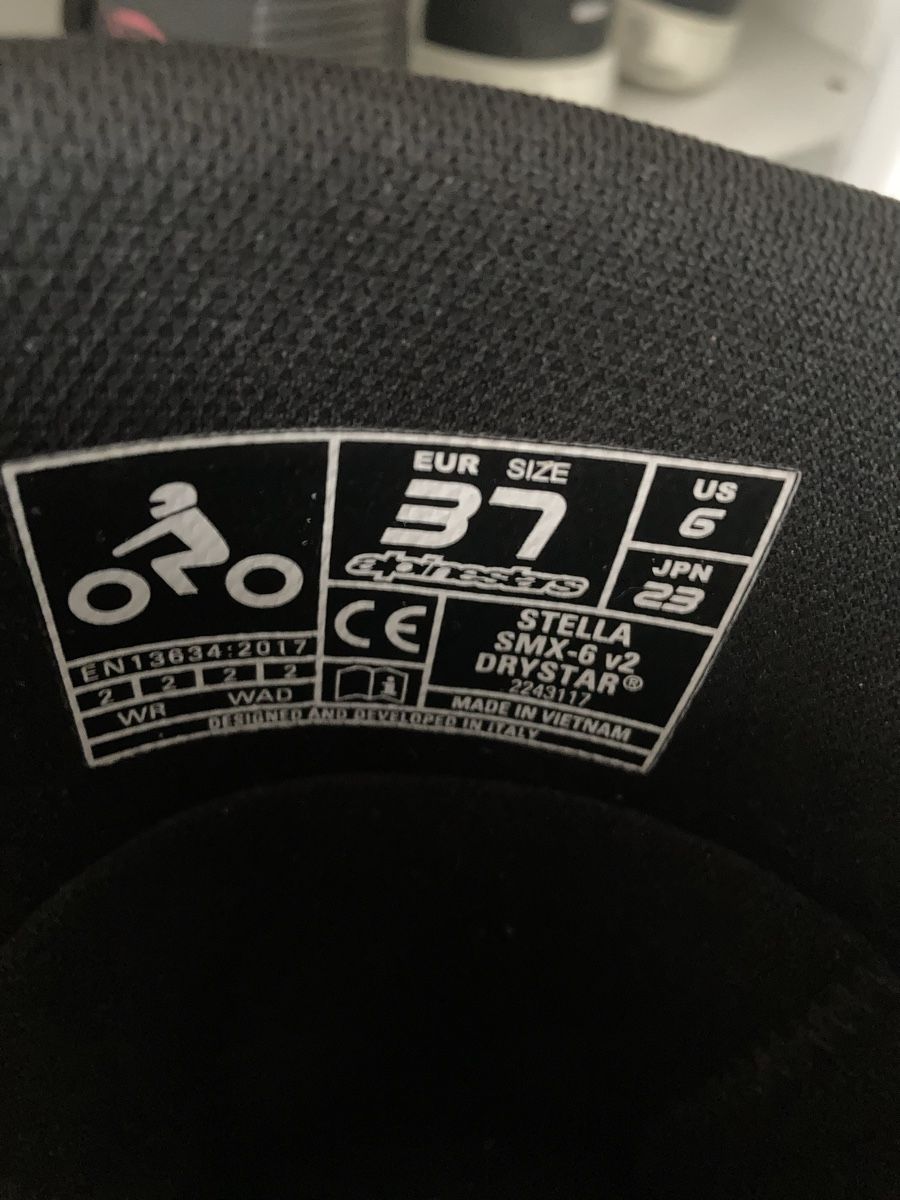 EUR SIZE
37
alpinestars
US
6
JPN
23
EN13634:2017
2 2 2 2
WR WAD
CE
i
STELLA
SMX-6 v2
DRYSTAR®
2243117
MADE IN VIETNAM
DESIGNED AND DEVELOPED IN ITALY